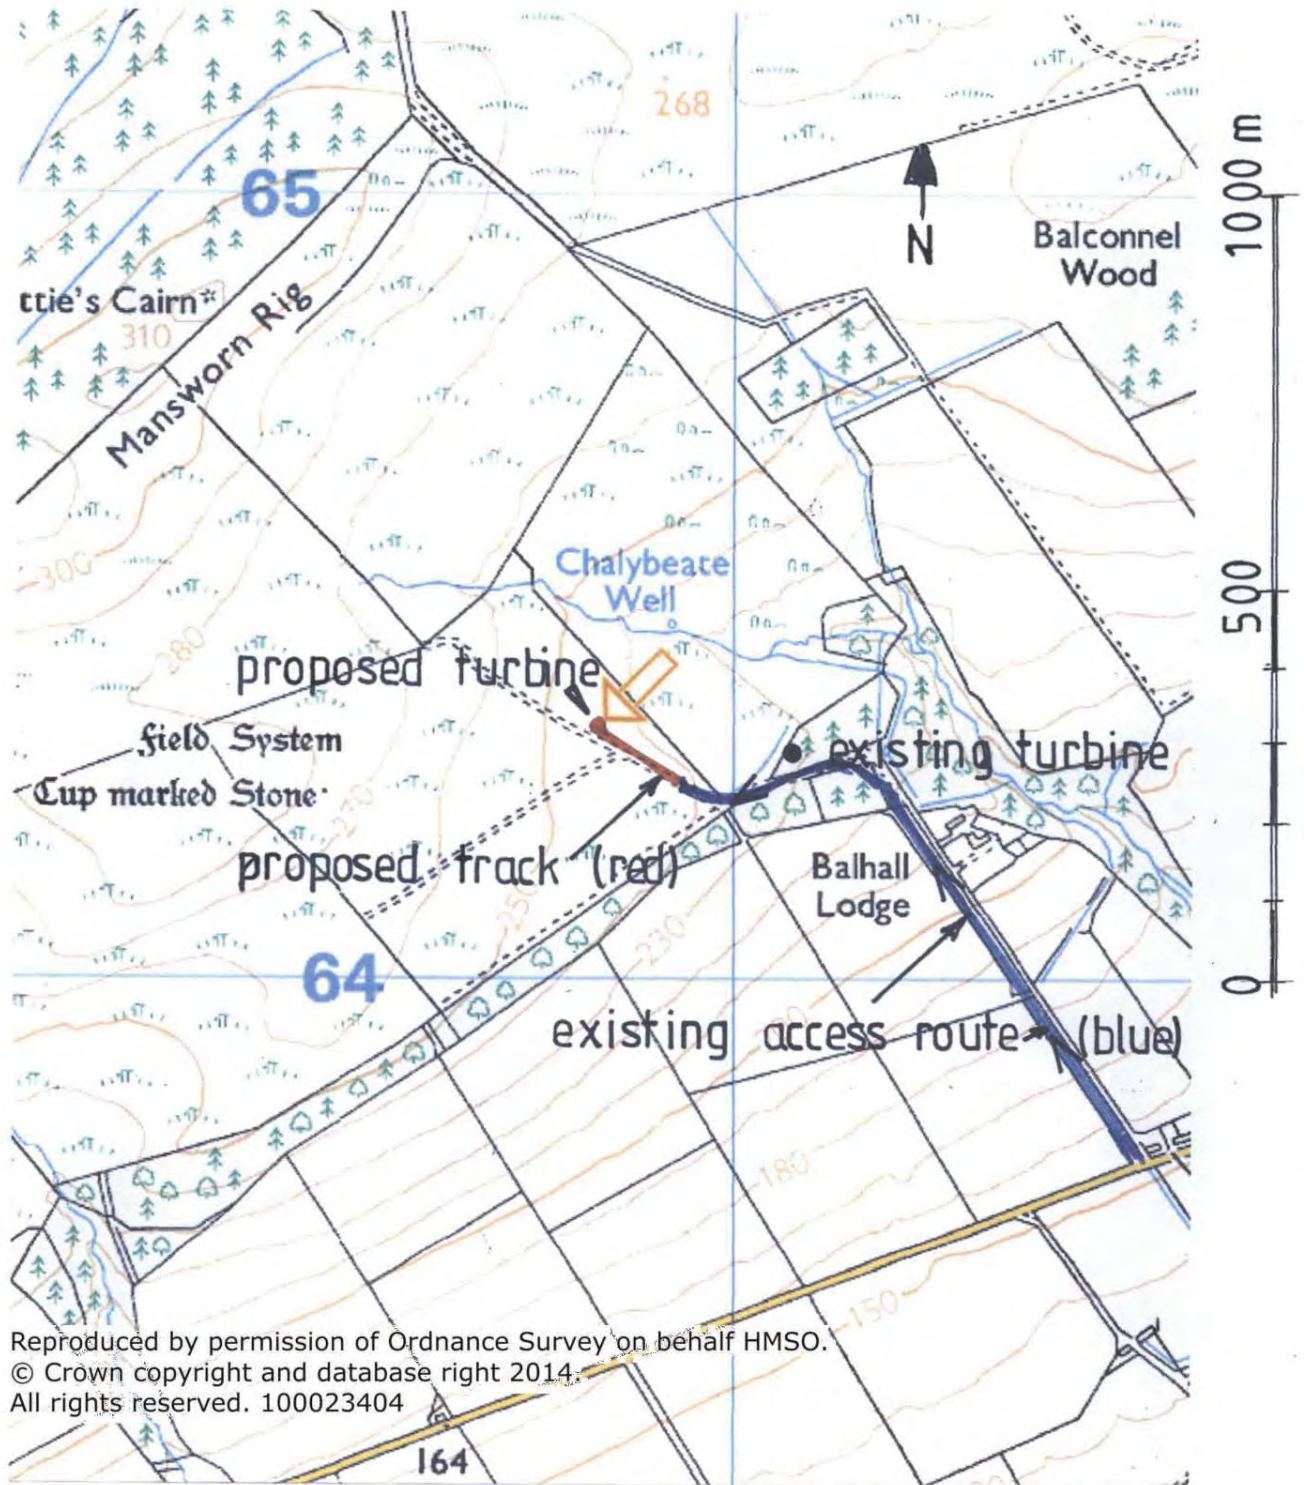 268
1000 m
65
N
Balconnel
Wood
ttie's Cairn
310
Mansworn Rig
300
Chalybeate
Well
500
280
proposed turbine
field System
existing turbine
Cup marked Stone
270
proposed track (red)
Balhall
Lodge
250
230
64
0
existing access route (blue)
180
150
Reproduced by permission of Ordnance Survey on behalf HMSO.
© Crown copyright and database right 2014.
All rights reserved. 100023404
164